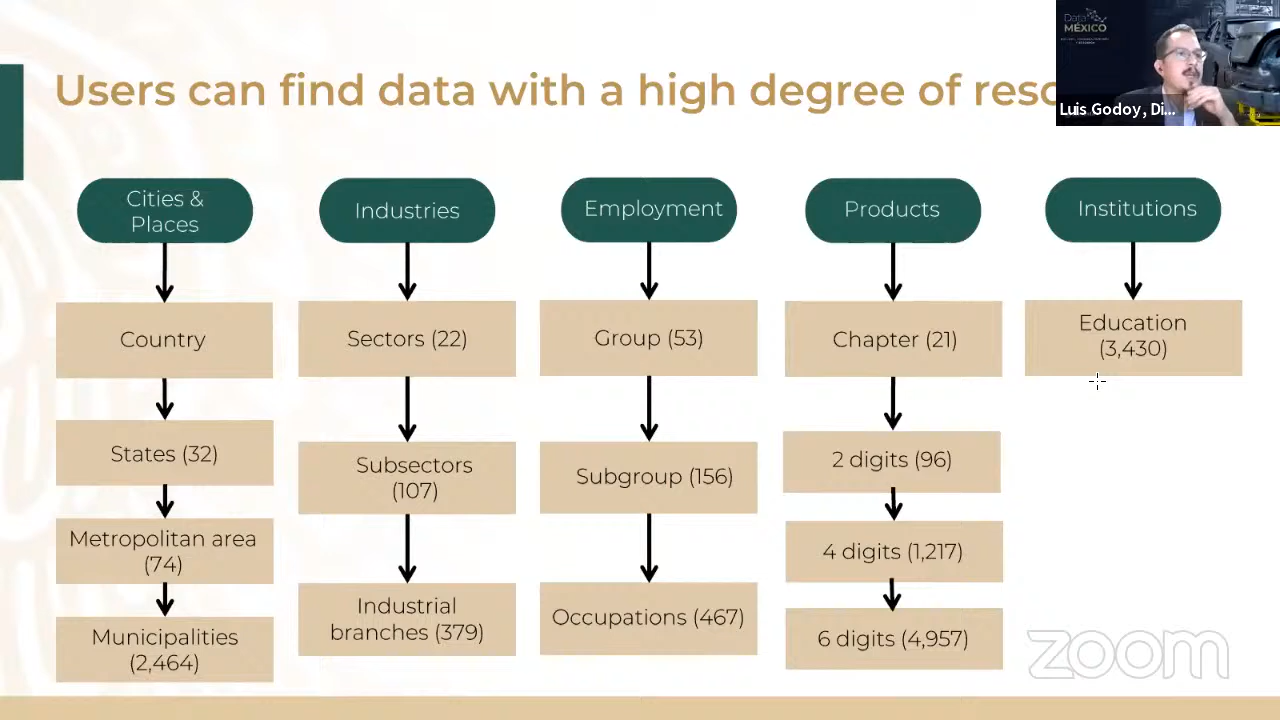 Users can find data with a high degree of
Data
MÉXICO
Luis Godoy, Di...
Cities &
Places
Country
States (32)
Metropolitan area
(74)
Municipalities
(2,464)
Industries
Sectors (22)
Subsectors
(107)
Industrial
branches (379)
Employment
Group (53)
Subgroup (156)
Occupations (467)
Products
Chapter (21)
2 digits (96)
4 digits (1,217)
6 digits (4,957)
Institutions
Education
(3,430)
zoom